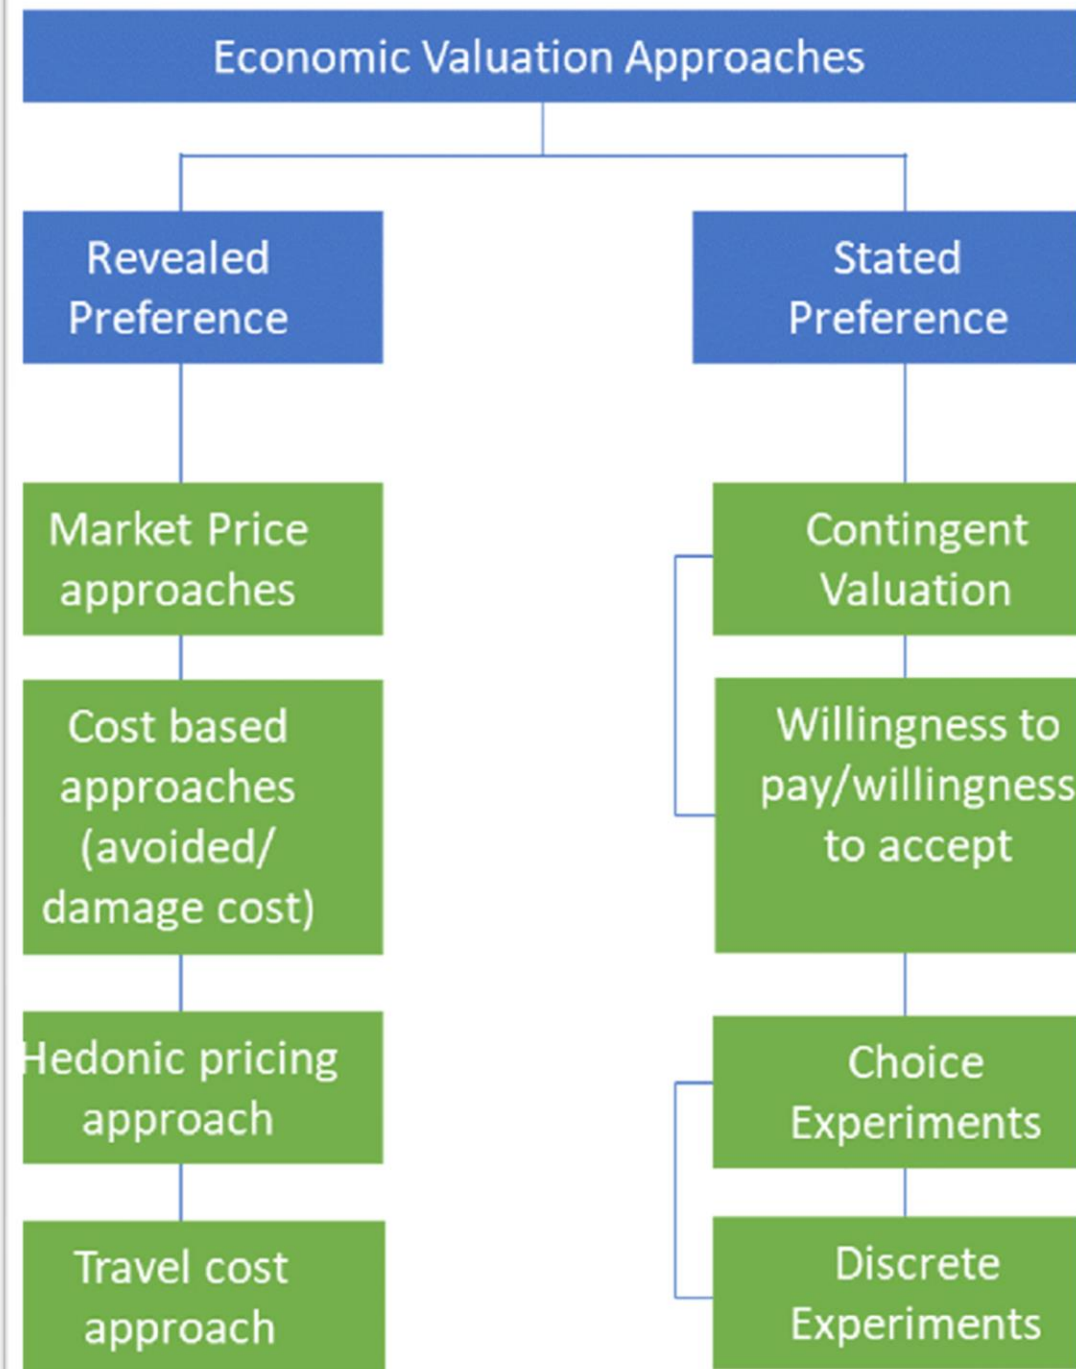 Economic Valuation Approaches
Revealed
Preference
Stated
Preference
Market Price
approaches
Contingent
Valuation
Cost based
approaches
(avoided/
damage cost)
Willingness to
pay/willingness
to accept
Hedonic pricing
approach
Choice
Experiments
Travel cost
approach
Discrete
Experiments